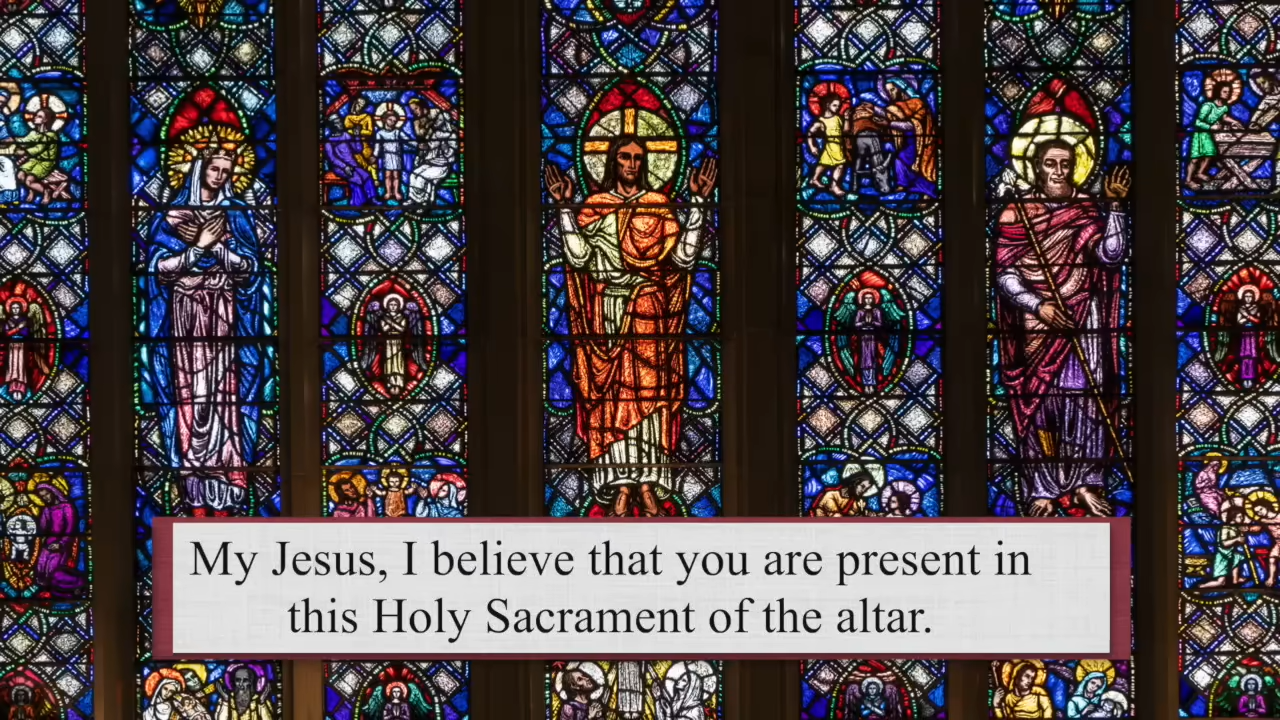 My Jesus, I believe that you are present in
this Holy Sacrament of the altar.